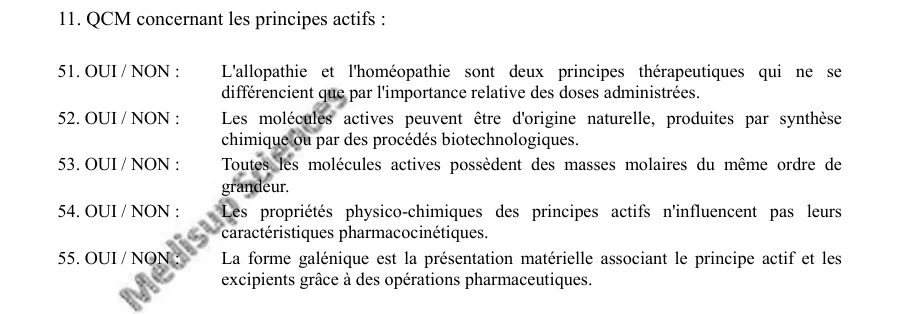 11. QCM concernant les principes actifs :
51. OUI / NON : L'allopathie et l'homéopathie sont deux principes thérapeutiques qui ne se
différencient que par l'importance relative des doses administrées.
52. OUI / NON : Les molécules actives peuvent être d'origine naturelle, produites par synthèse
chimique ou par des procédés biotechnologiques.
53. OUI / NON : Toutes les molécules actives possèdent des masses molaires du même ordre de
grandeur.
54. OUI / NON : Les propriétés physico-chimiques des principes actifs n'influencent pas leurs
caractéristiques pharmacocinétiques.
55. OUI / NON : La forme galénique est la présentation matérielle associant le principe actif et les
excipients grâce à des opérations pharmaceutiques.
Medisup Sciences